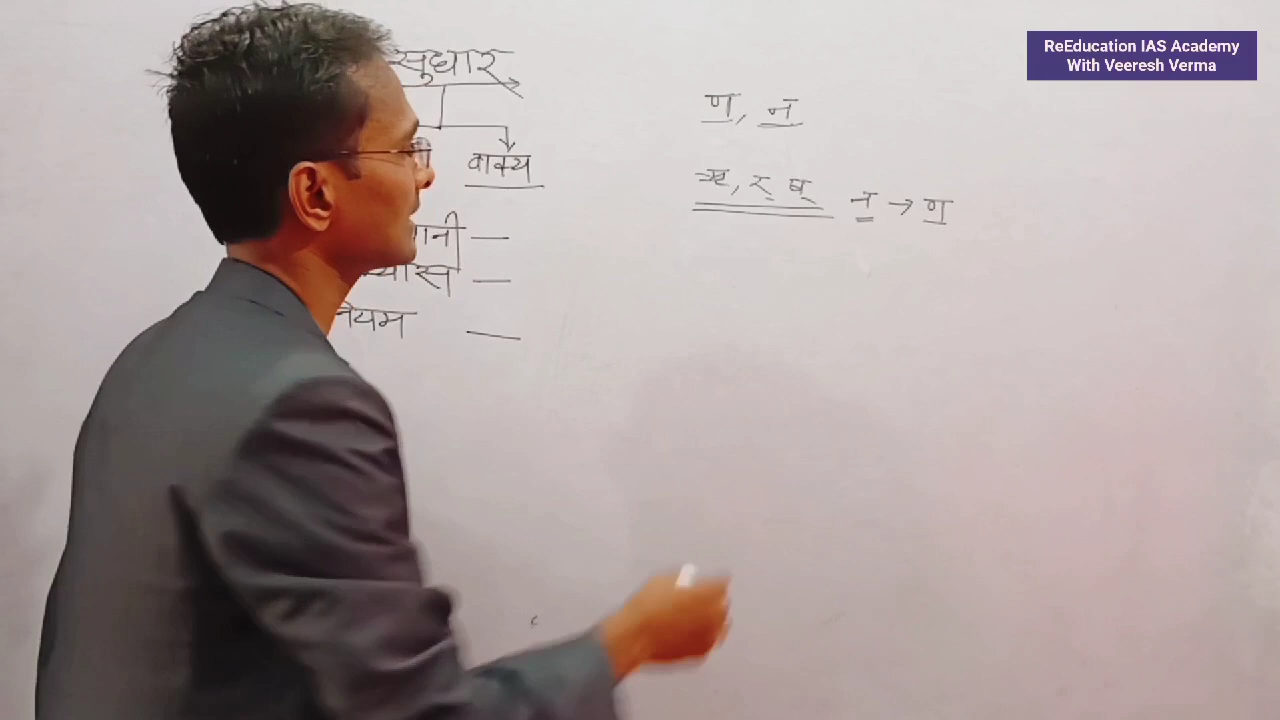 ReEducation IAS Academy
With Veeresh Verma
सुधार
वाक्य
ण, न
ऋ, र् ष् न → ण